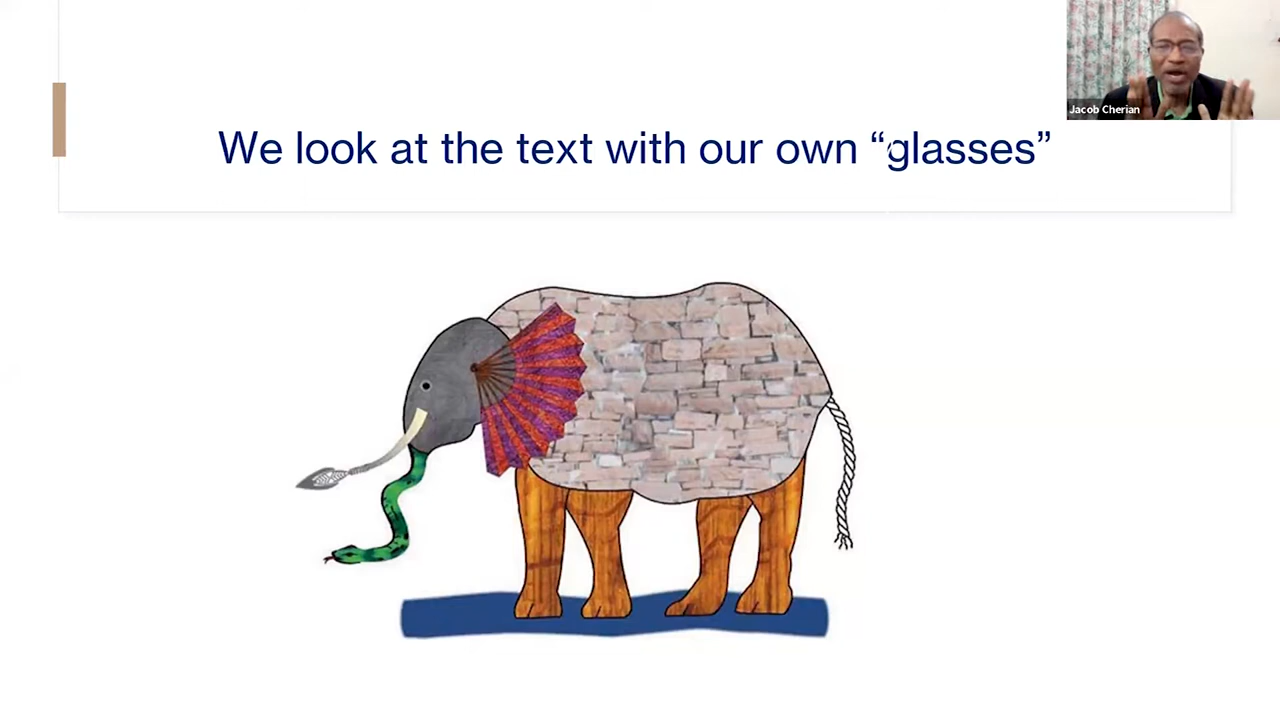 We look at the text with our own “glasses”
Jacob Cherian